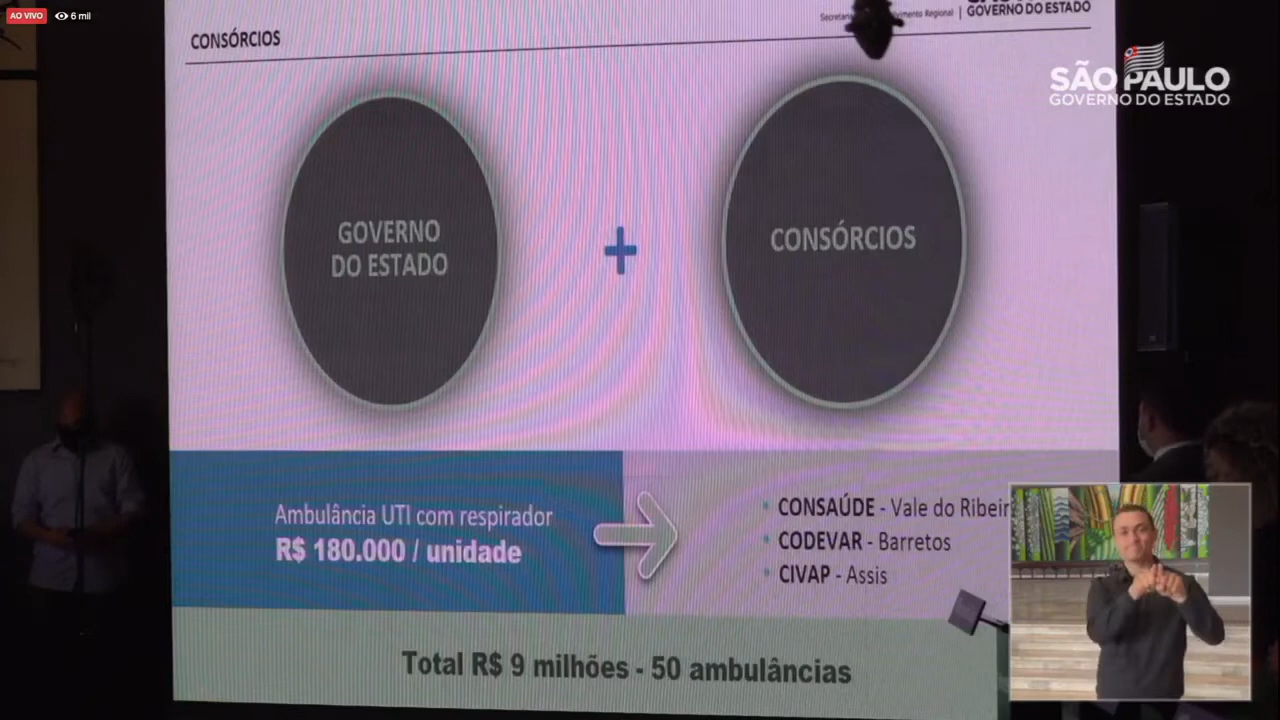 AO VIVO
6 mil
CONSÓRCIOS
Regional
GOVERNO DO ESTADO
SÃO PAULO
GOVERNO DO ESTADO
GOVERNO
DO ESTADO
+
CONSÓRCIOS
Ambulância UTI com respirador
R$ 180.000 / unidade
• CONSAÚDE - Vale do Ribeir
• CODEVAR - Barretos
• CIVAP - Assis
Total R$ 9 milhões - 50 ambulâncias